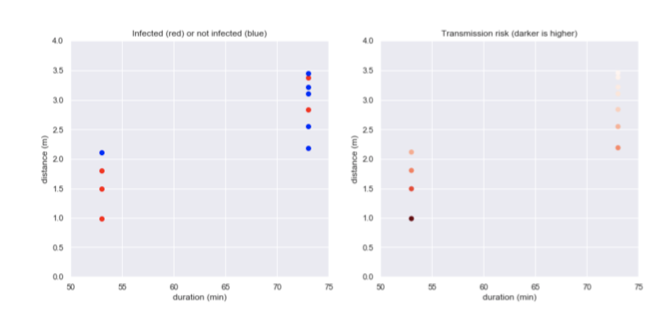 Infected (red) or not infected (blue)
4.0
3.5
3.0
2.5
2.0
1.5
1.0
0.5
0.0
distance (m)
50 55 60 65 70 75
duration (min)
Transmission risk (darker is higher)
4.0
3.5
3.0
2.5
2.0
1.5
1.0
0.5
0.0
distance (m)
50 55 60 65 70 75
duration (min)